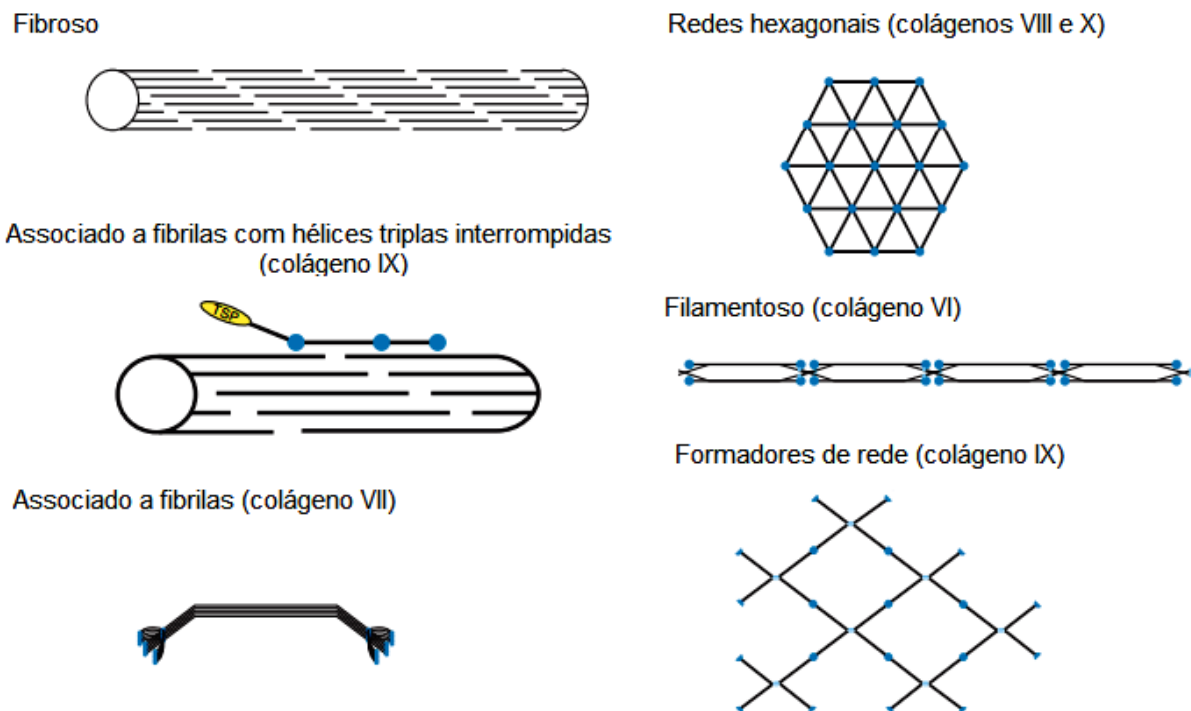 Fibroso
Redes hexagonais (colágenos VIII e X)
Associado a fibrilas com hélices triplas interrompidas
(colágeno IX)
TSP
Filamentoso (colágeno VI)
Formadores de rede (colágeno IX)
Associado a fibrilas (colágeno VII)